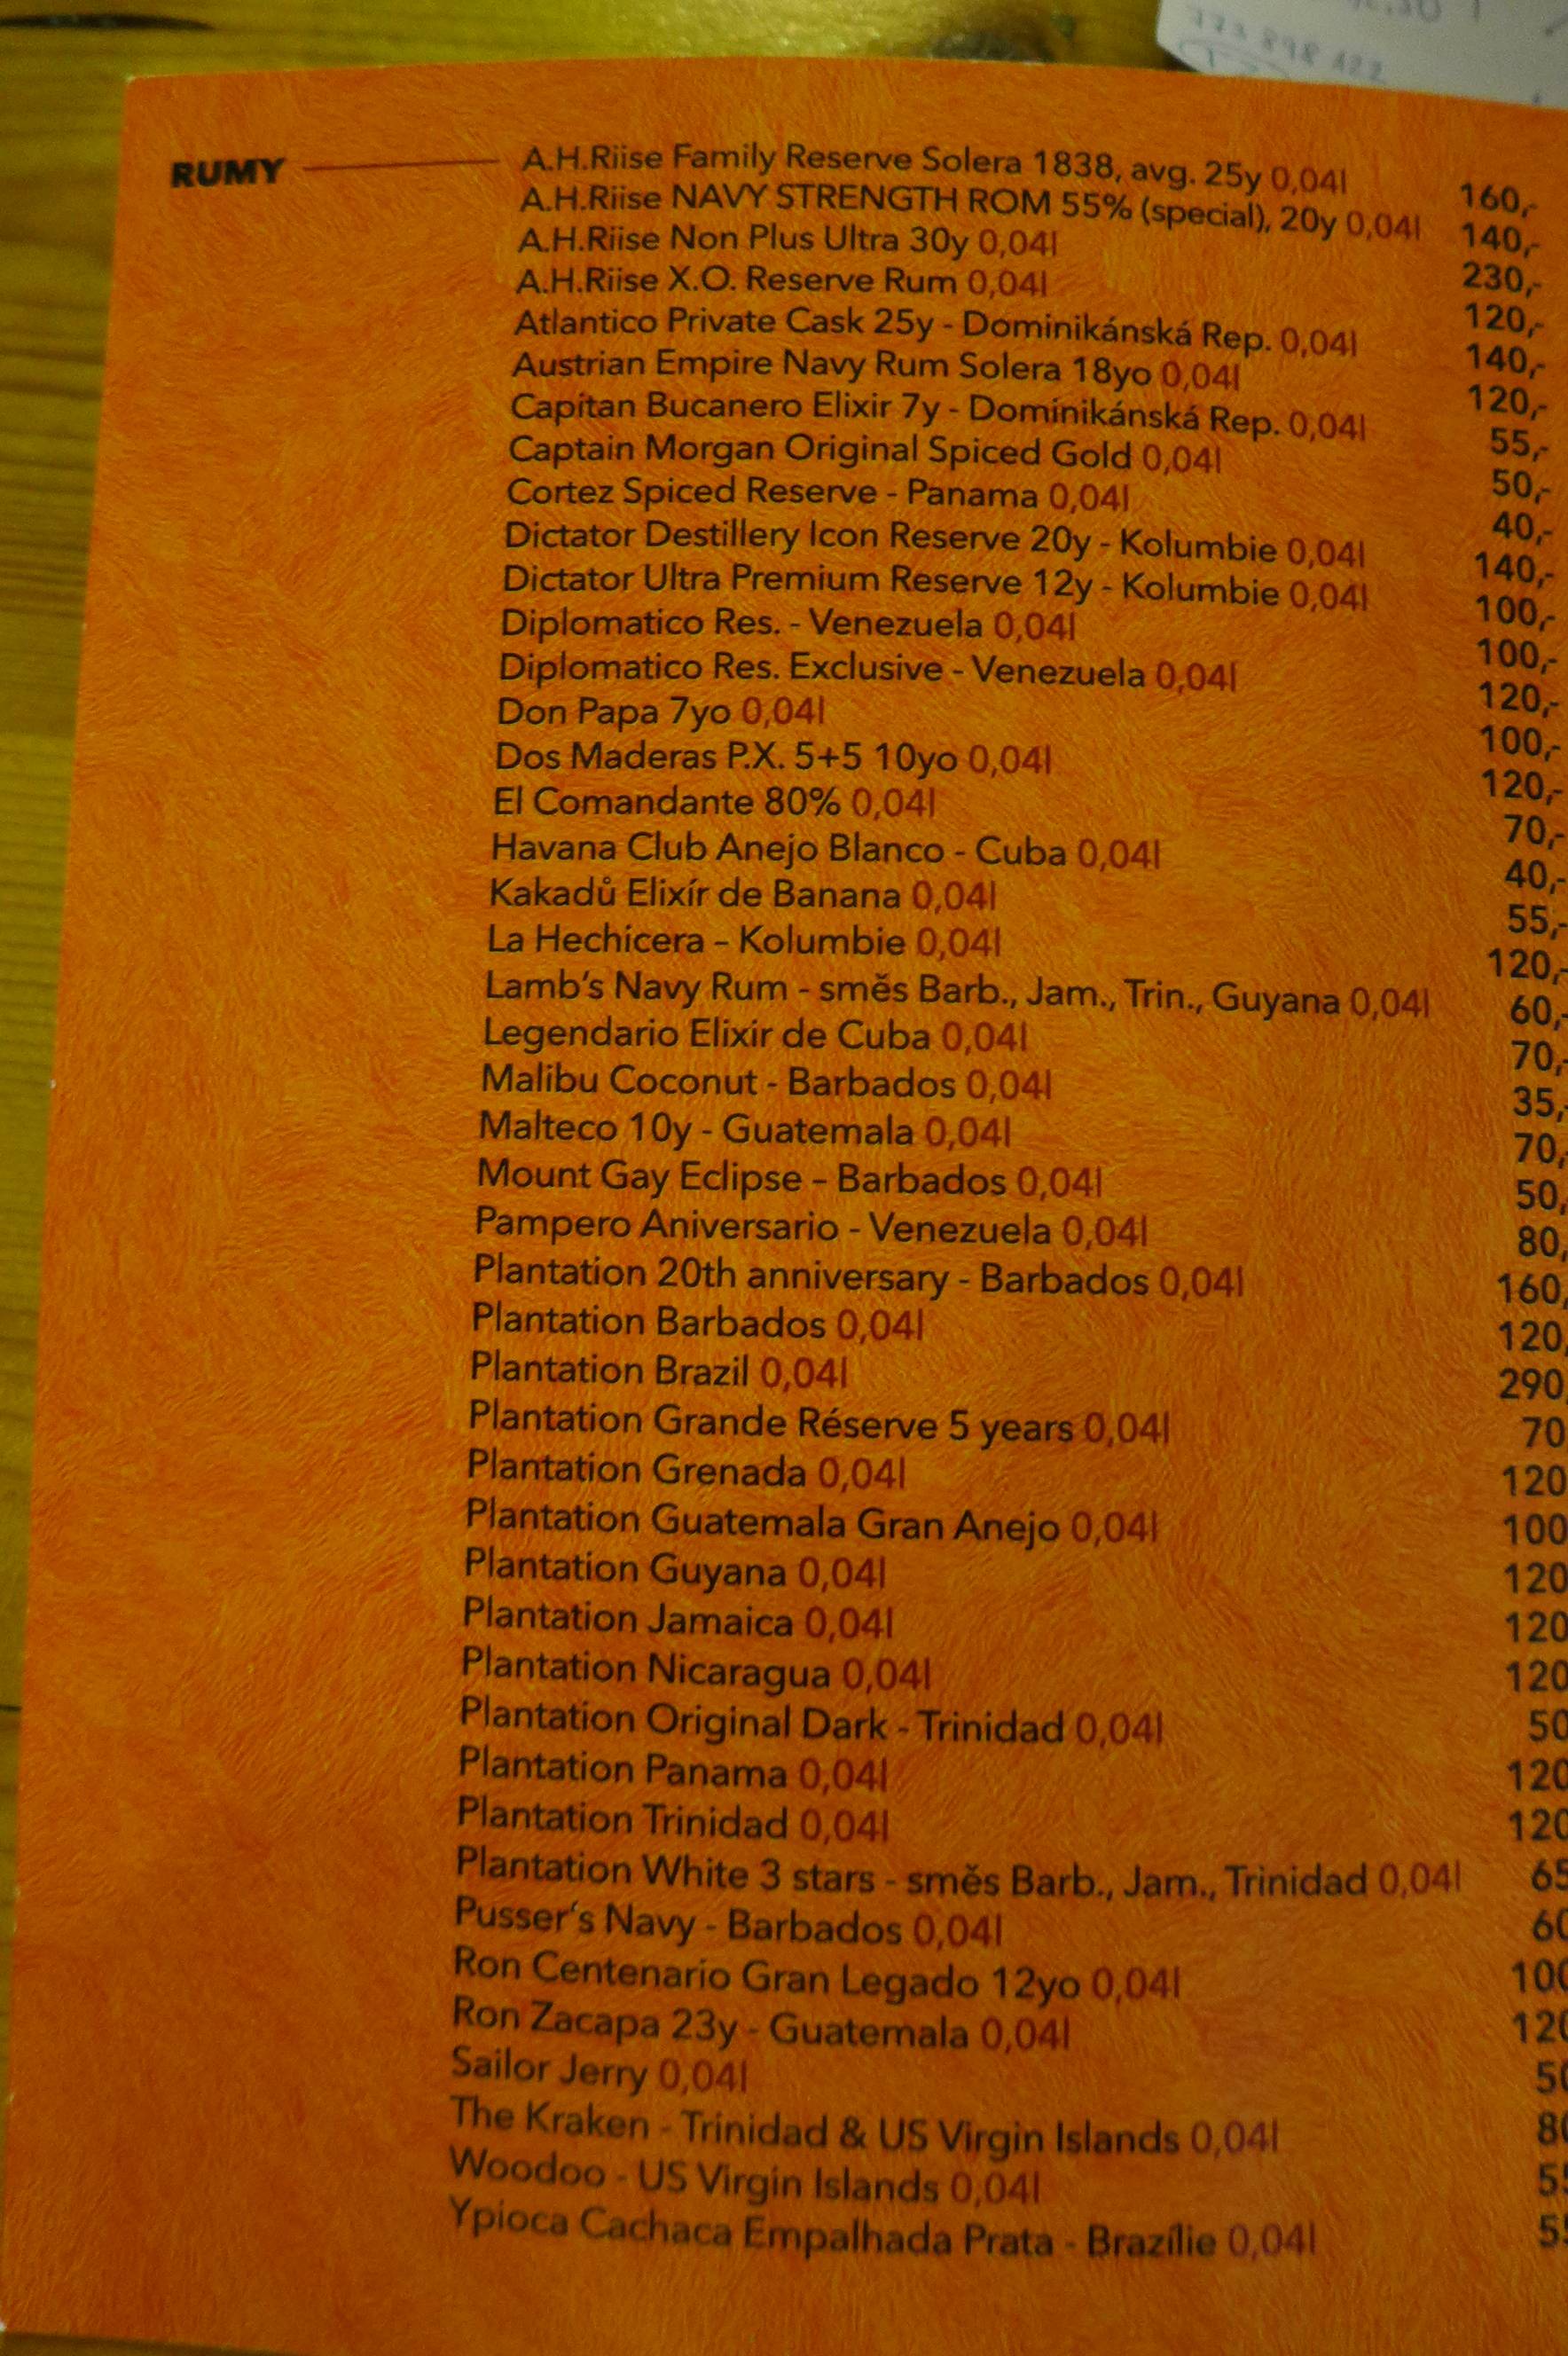 773 898 422
RUMY
A.H.Riise Family Reserve Solera 1838, avg. 25y 0,04l 160,-
A.H.Riise NAVY STRENGTH ROM 55% (special), 20y 0,04l 140,-
A.H.Riise Non Plus Ultra 30y 0,04l 230,-
A.H.Riise X.O. Reserve Rum 0,04l 120,-
Atlantico Private Cask 25y - Dominikánská Rep. 0,04l 140,-
Austrian Empire Navy Rum Solera 18yo 0,04l 120,-
Capitan Bucanero Elixir 7y - Dominikánská Rep. 0,04l 55,-
Captain Morgan Original Spiced Gold 0,04l 50,-
Cortez Spiced Reserve - Panama 0,04l 40,-
Dictator Destillery Icon Reserve 20y - Kolumbie 0,04l 140,-
Dictator Ultra Premium Reserve 12y - Kolumbie 0,04l 100,-
Diplomatico Res. - Venezuela 0,04l 100,-
Diplomatico Res. Exclusive - Venezuela 0,04l 120,-
Don Papa 7yo 0,04l 100,-
Dos Maderas P.X. 5+5 10yo 0,04l 120,-
El Comandante 80% 0,04l 70,-
Havana Club Anejo Blanco - Cuba 0,04l 40,-
Kakadů Elixír de Banana 0,04l 55,-
La Hechicera - Kolumbie 0,04l 120,-
Lamb's Navy Rum - směs Barb., Jam., Trin., Guyana 0,04l 60,-
Legendario Elixir de Cuba 0,04l 70,-
Malibu Coconut - Barbados 0,04l 35,-
Malteco 10y - Guatemala 0,04l 70,
Mount Gay Eclipse - Barbados 0,04l 50,
Pampero Aniversario - Venezuela 0,04l 80,
Plantation 20th anniversary - Barbados 0,04l 160,
Plantation Barbados 0,04l 120,
Plantation Brazil 0,04l 290,
Plantation Grande Réserve 5 years 0,04l 70
Plantation Grenada 0,04l 120
Plantation Guatemala Gran Anejo 0,04l 100
Plantation Guyana 0,04l 120
Plantation Jamaica 0,04l 120
Plantation Nicaragua 0,04l 120
Plantation Original Dark - Trinidad 0,04l 50
Plantation Panama 0,04l 120
Plantation Trinidad 0,04l 120
Plantation White 3 stars - směs Barb., Jam., Trinidad 0,04l 65
Pusser's Navy - Barbados 0,04l 60
Ron Centenario Gran Legado 12yo 0,04l 100
Ron Zacapa 23y - Guatemala 0,04l 120
Sailor Jerry 0,04l 50
The Kraken - Trinidad & US Virgin Islands 0,04l 80
Woodoo - US Virgin Islands 0,04l 55
Ypioca Cachaca Empalhada Prata - Brazílie 0,04l 55